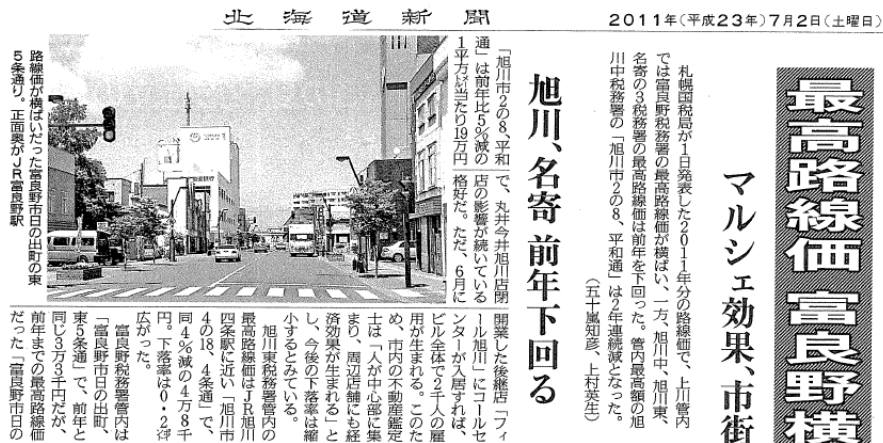 北海道新聞
2011年(平成23年)7月2日(土曜日)
最高路線価 富良野横
マルシェ効果、市街
旭川、名寄 前年下回る
札幌国税局が1日発表した2011年分の路線価で、上川管内
では富良野税務署の最高路線価が横ばい、一方、旭川中、旭川東、
名寄の3税務署の最高路線価は前年を下回った。管内最高額の旭
川中税務署の「旭川市2の8、平和通」は2年連続減となった。
(五十嵐知彦、上村英生)
「旭川市2の8、平和
通」は前年比5%減の
1平方㍍当たり19万円
で、丸井今井旭川店閉
店の影響が続いている
格好だ。ただ、6月に
開業した後継店「フィ
ール旭川」にコールセ
ンターが入居すれば、
ビル全体で2千人の雇
用が生まれる。このた
め、市内の不動産鑑定
士は「人が中心部に集
まり、周辺店舗にも経
済効果が生まれる」と
し、今後の下落率は縮
小するとみている。
旭川東税務署管内の
最高路線価はJR旭川
四条駅に近い「旭川市
4の18、4条通」で、
同4%減の4万8千
円。下落率は0・2㌽
広がった。
富良野税務署管内は
「富良野市日の出町、
東5条通」で、前年と
同じ3万3千円だが、
前年までの最高路線価
だった「富良野市日の
路線価が横ばいだった富良野市日の出町の東
5条通り。正面奥がJR富良野駅